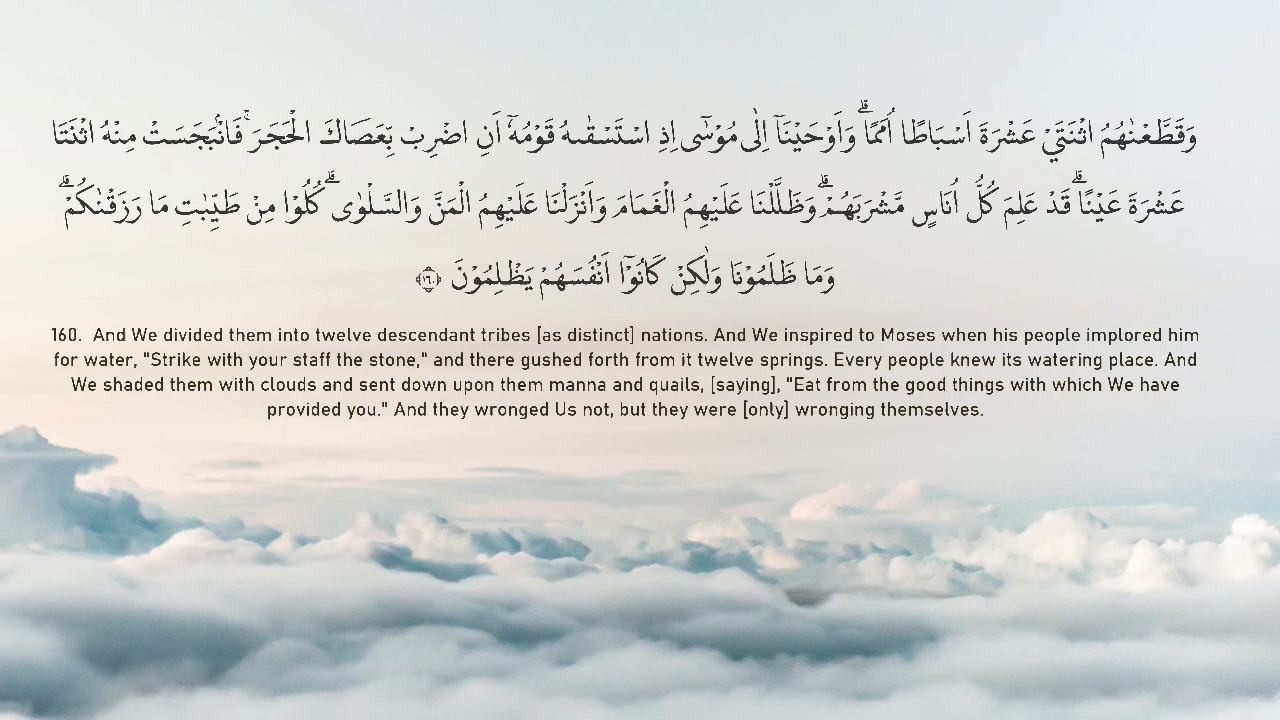 وَقَطَّعْنٰهُمُ اثْنَتَيْ عَشْرَةَ اَسْبَاطًا اُمَمًاۗ وَاَوْحَيْنَآ اِلٰى مُوْسٰٓى اِذِ اسْتَسْقٰىهُ قَوْمُهٗٓ اَنِ اضْرِبْ بِّعَصَاكَ الْحَجَرَۚ فَانْۢبَجَسَتْ مِنْهُ اثْنَتَا
عَشْرَةَ عَيْنًاۗ قَدْ عَلِمَ كُلُّ اُنَاسٍ مَّشْرَبَهُمْۗ وَظَلَّلْنَا عَلَيْهِمُ الْغَمَامَ وَاَنْزَلْنَا عَلَيْهِمُ الْمَنَّ وَالسَّلْوٰىۗ كُلُوْا مِنْ طَيِّبٰتِ مَا رَزَقْنٰكُمْۗ
وَمَا ظَلَمُوْنَا وَلٰكِنْ كَانُوْٓا اَنْفُسَهُمْ يَظْلِمُوْنَ ۝١٦٠
160. And We divided them into twelve descendant tribes [as distinct] nations. And We inspired to Moses when his people implored him
for water, "Strike with your staff the stone," and there gushed forth from it twelve springs. Every people knew its watering place. And
We shaded them with clouds and sent down upon them manna and quails, [saying], "Eat from the good things with which We have
provided you." And they wronged Us not, but they were [only] wronging themselves.